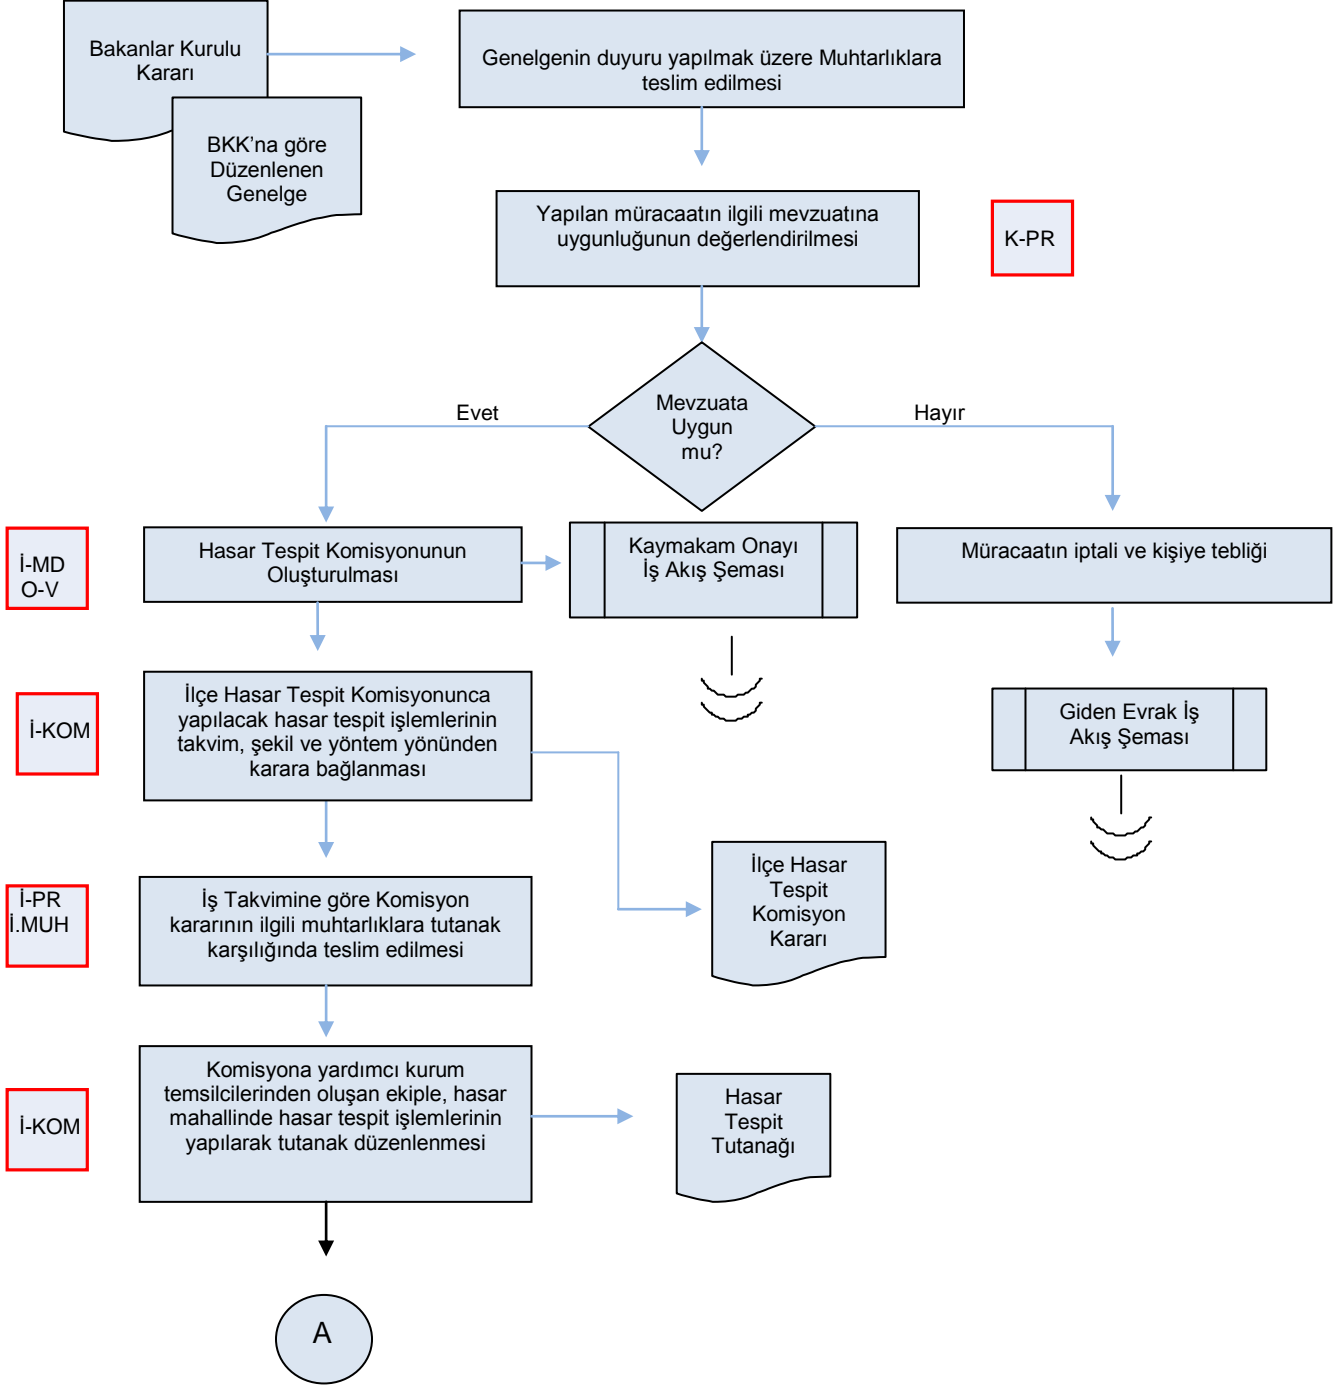 Bakanlar Kurulu
Kararı
BKK’na göre
Düzenlenen
Genelge
Genelgenin duyuru yapılmak üzere Muhtarlıklara
teslim edilmesi
Yapılan müracaatın ilgili mevzuatına
uygunluğunun değerlendirilmesi
K-PR
Mevzuata
Uygun
mu?
Evet
Hayır
İ-MD
O-V
Hasar Tespit Komisyonunun
Oluşturulması
Kaymakam Onayı
İş Akış Şeması
Müracaatın iptali ve kişiye tebliği
İ-KOM
İlçe Hasar Tespit Komisyonunca
yapılacak hasar tespit işlemlerinin
takvim, şekil ve yöntem yönünden
karara bağlanması
Giden Evrak İş
Akış Şeması
İlçe Hasar
Tespit
Komisyon
Kararı
İ-PR
İ.MUH
İş Takvimine göre Komisyon
kararının ilgili muhtarlıklara tutanak
karşılığında teslim edilmesi
İ-KOM
Komisyona yardımcı kurum
temsilcilerinden oluşan ekiple, hasar
mahallinde hasar tespit işlemlerinin
yapılarak tutanak düzenlenmesi
Hasar
Tespit
Tutanağı
A